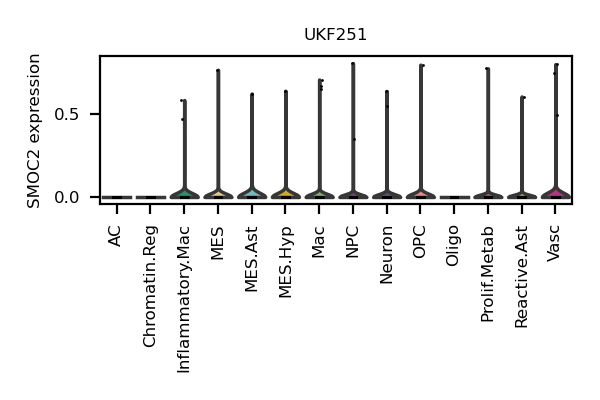 UKF251
SMOC2 expression
0.5
0.0
AC
Chromatin.Reg
Inflammatory.Mac
MES
MES.Ast
MES.Hyp
Mac
NPC
Neuron
OPC
Oligo
Prolif.Metab
Reactive.Ast
Vasc